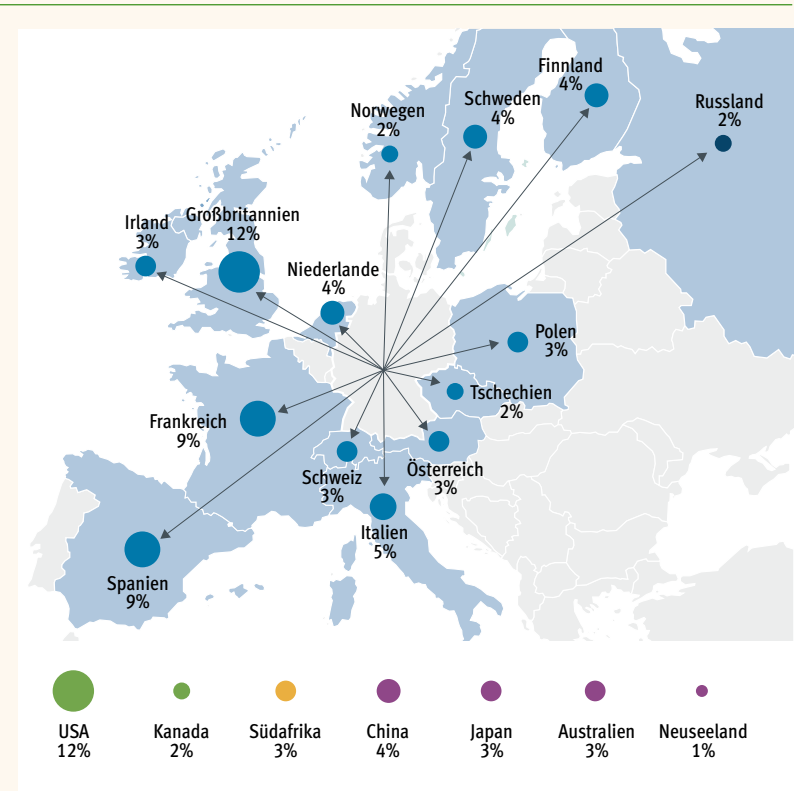 Finnland
4%
Schweden
4%
Russland
2%
Norwegen
2%
Irland
3%
Großbritannien
12%
Niederlande
4%
Polen
3%
Tschechien
2%
Frankreich
9%
Schweiz
3%
Österreich
3%
Italien
5%
Spanien
9%
USA
12%
Kanada
2%
Südafrika
3%
China
4%
Japan
3%
Australien
3%
Neuseeland
1%